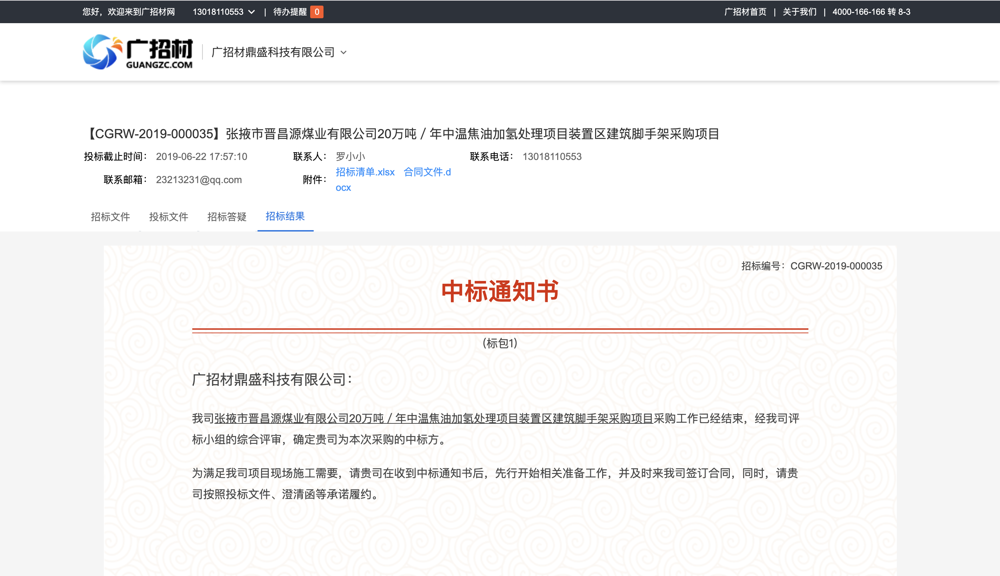 您好，欢迎来到广招材网 13018110553 | 待办提醒 0 广招材首页 | 关于我们 | 4000-166-166 转 8-3
广招材 GUANGZC.COM 广招材鼎盛科技有限公司
【CGRW-2019-000035】张掖市晋昌源煤业有限公司20万吨／年中温焦油加氢处理项目装置区建筑脚手架采购项目
投标截止时间： 2019-06-22 17:57:10 联系人： 罗小小 联系电话： 13018110553
联系邮箱： 23213231@qq.com 附件： 招标清单.xlsx 合同文件.d
ocx
招标文件 投标文件 招标答疑 招标结果
招标编号：CGRW-2019-000035
中标通知书
(标包1)
广招材鼎盛科技有限公司：
我司张掖市晋昌源煤业有限公司20万吨／年中温焦油加氢处理项目装置区建筑脚手架采购项目采购工作已经结束，经我司评
标小组的综合评审，确定贵司为本次采购的中标方。
为满足我司项目现场施工需要，请贵司在收到中标通知书后，先行开始相关准备工作，并及时来我司签订合同，同时，请贵
司按照投标文件、澄清函等承诺履约。